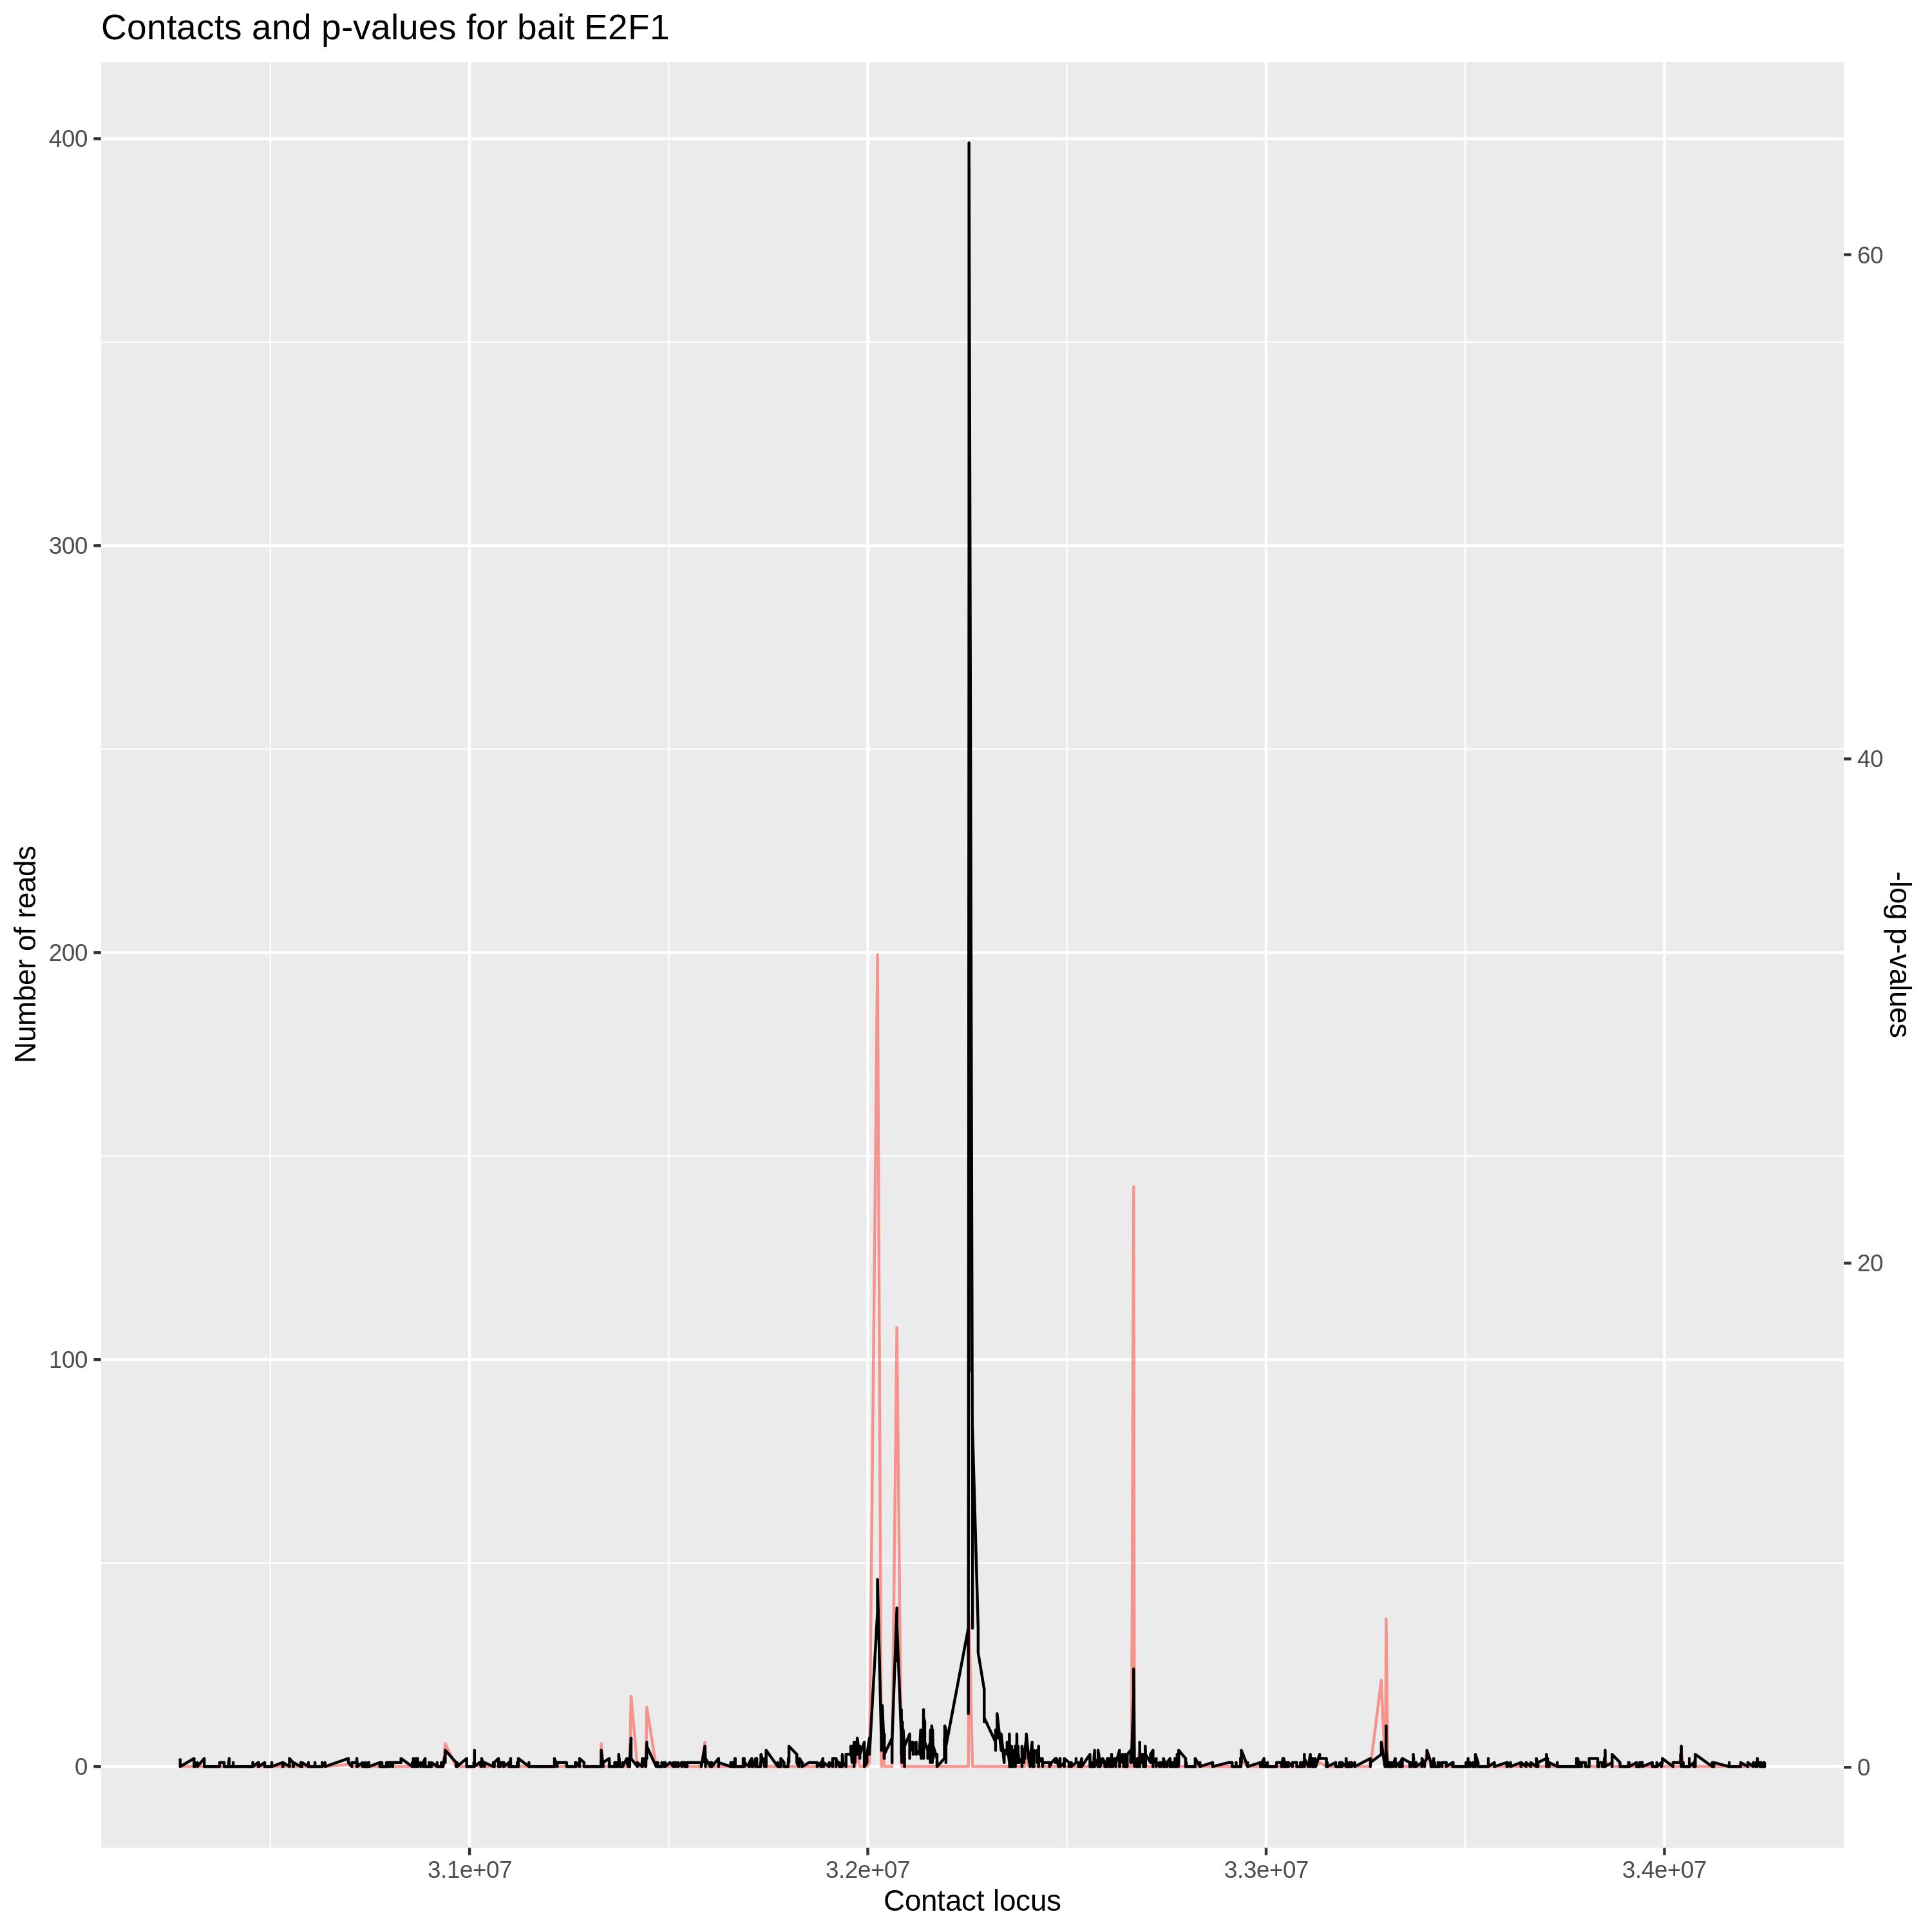 Contacts and p-values for bait E2F1
400
300
200
100
0
Number of reads
60
40
20
0
-log p-values
3.1e+07
3.2e+07
3.3e+07
3.4e+07
Contact locus